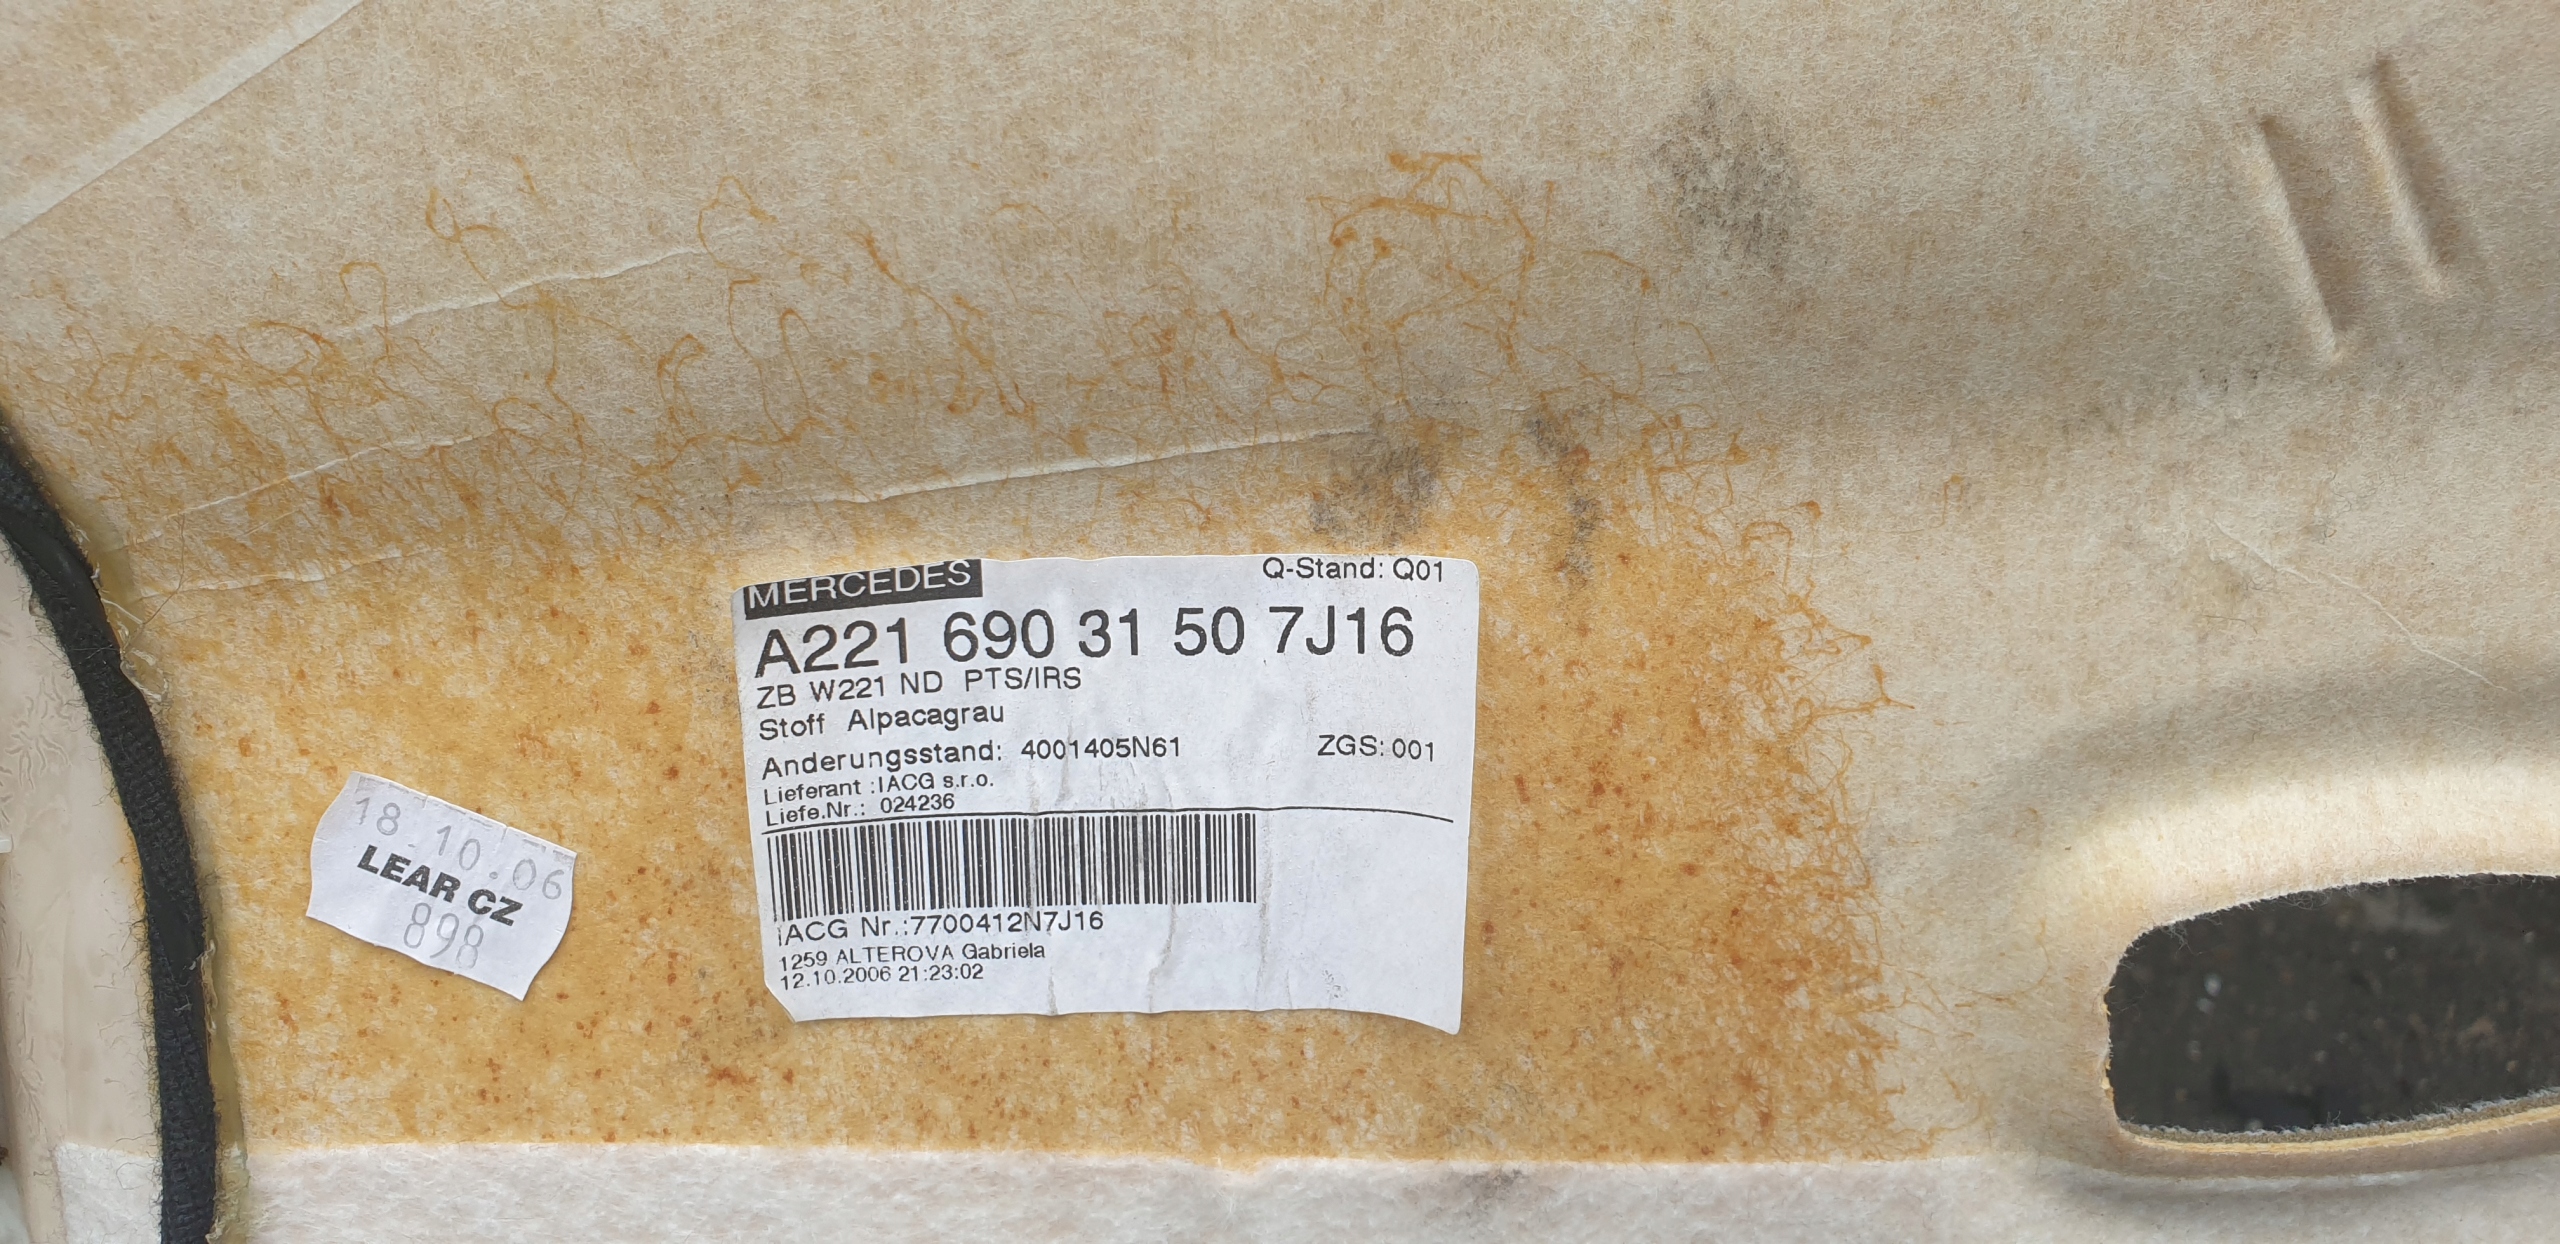 MERCEDES
Q-Stand: Q01
A221 690 31 50 7J16
ZB W221 ND PTS/IRS
Stoff Alpacagrau
Anderungsstand: 4001405N61
ZGS: 001
Lieferant :IACG s.r.o.
Liefe.Nr.: 024236
IACG Nr.:7700412N7J16
1259 ALTEROVA Gabriela
12.10.2006 21:23:02
18.10.06
LEAR CZ
898